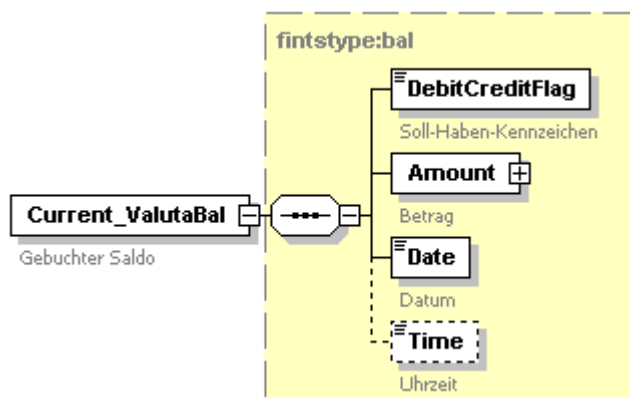 fintstype:bal
DebitCreditFlag
Soll-Haben-Kennzeichen
Amount
Betrag
Current_ValutaBal
Gebuchter Saldo
Date
Datum
Time
Uhrzeit